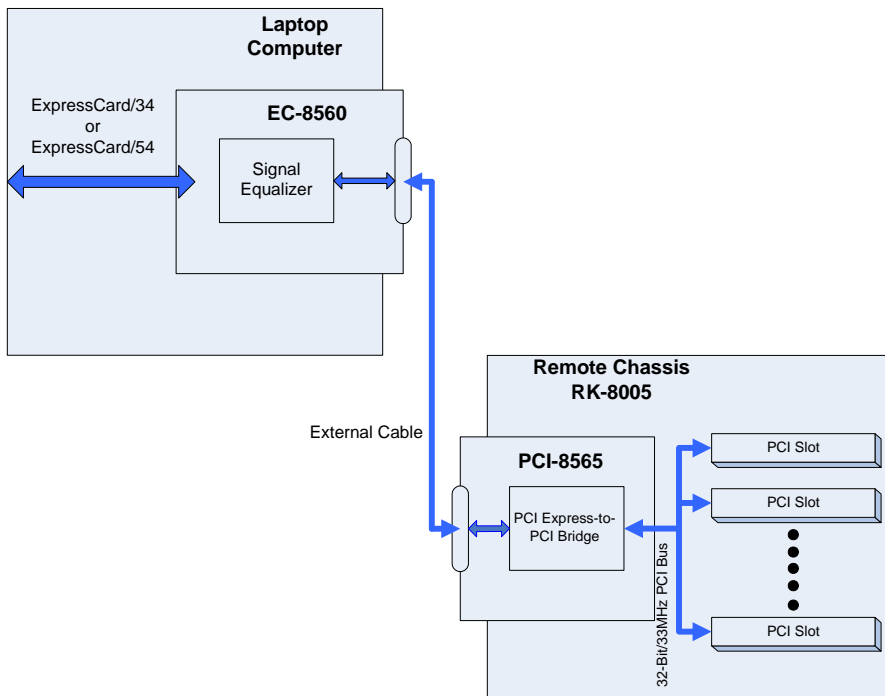 Laptop
Computer
ExpressCard/34
or
ExpressCard/54
EC-8560
Signal
Equalizer
External Cable
Remote Chassis
RK-8005
PCI-8565
PCI Express-to-
PCI Bridge
32-Bit/33MHz PCI Bus
PCI Slot
PCI Slot
PCI Slot